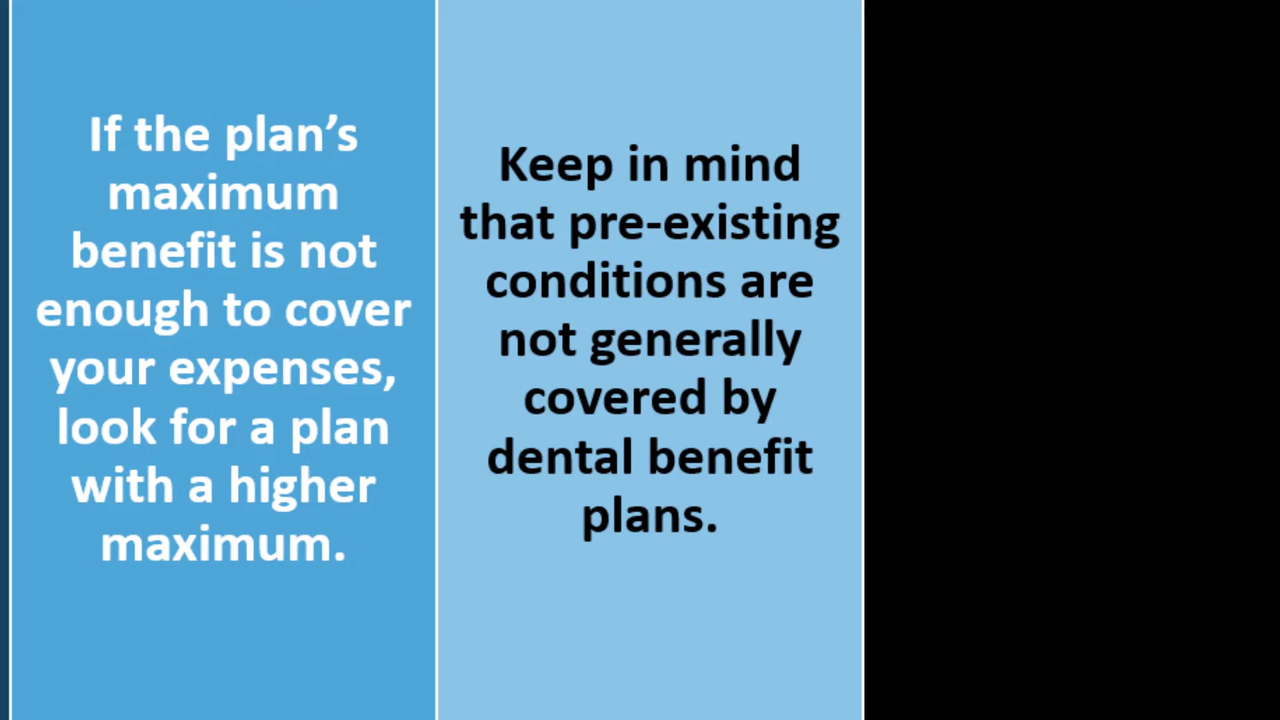 If the plan’s
maximum
benefit is not
enough to cover
your expenses,
look for a plan
with a higher
maximum.
Keep in mind
that pre-existing
conditions are
not generally
covered by
dental benefit
plans.